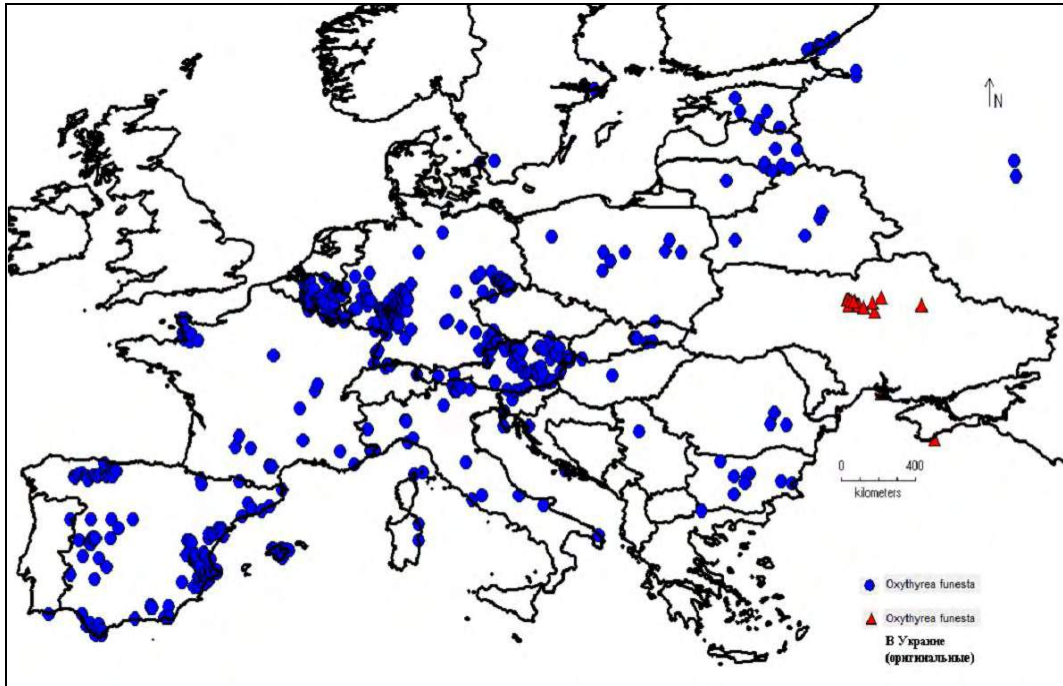 N
0 400
kilometers
Oxythyrea funesta
Oxythyrea funesta
В Украине
(оригинальные)